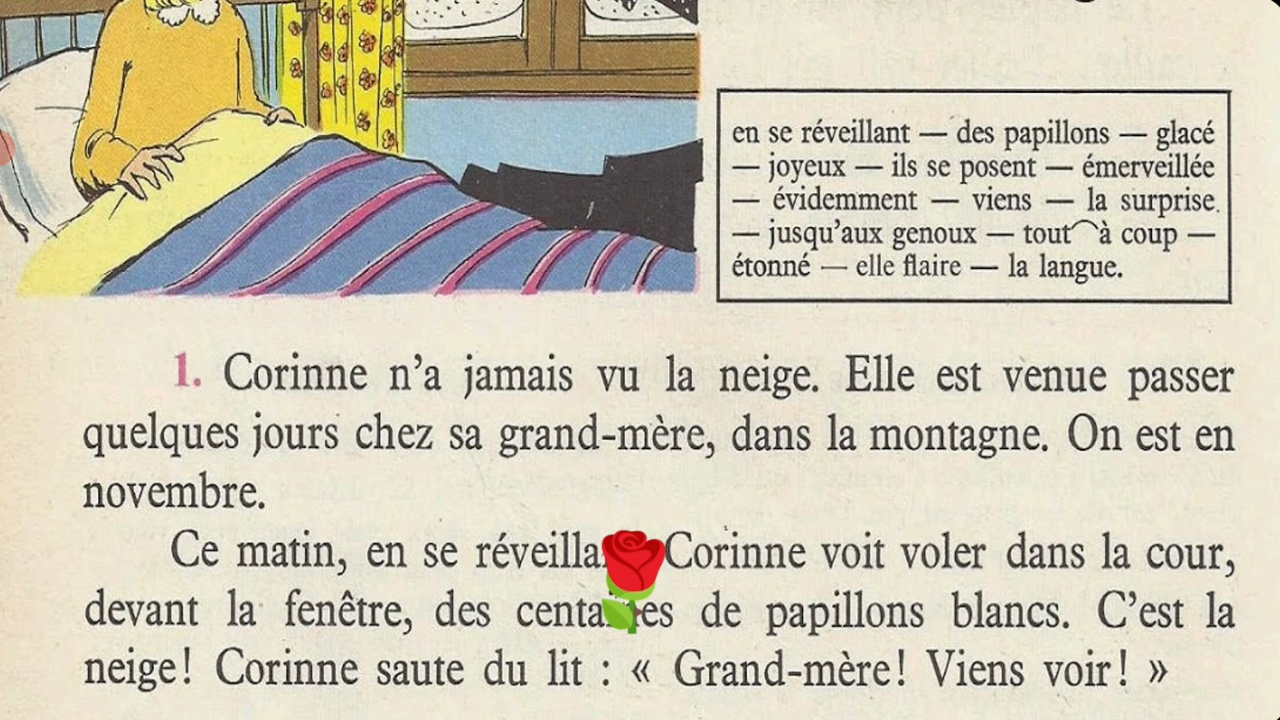 en se réveillant — des papillons — glacé
— joyeux — ils se posent — émerveillée
— évidemment — viens — la surprise
— jusqu'aux genoux — tout‿à coup —
étonné — elle flaire — la langue.
1. Corinne n'a jamais vu la neige. Elle est venue passer
quelques jours chez sa grand-mère, dans la montagne. On est en
novembre.
Ce matin, en se Corinne voit voler dans la cour,
devant la fenêtre, des de papillons blancs. C'est la
neige! Corinne saute du lit : « Grand-mère! Viens voir! »